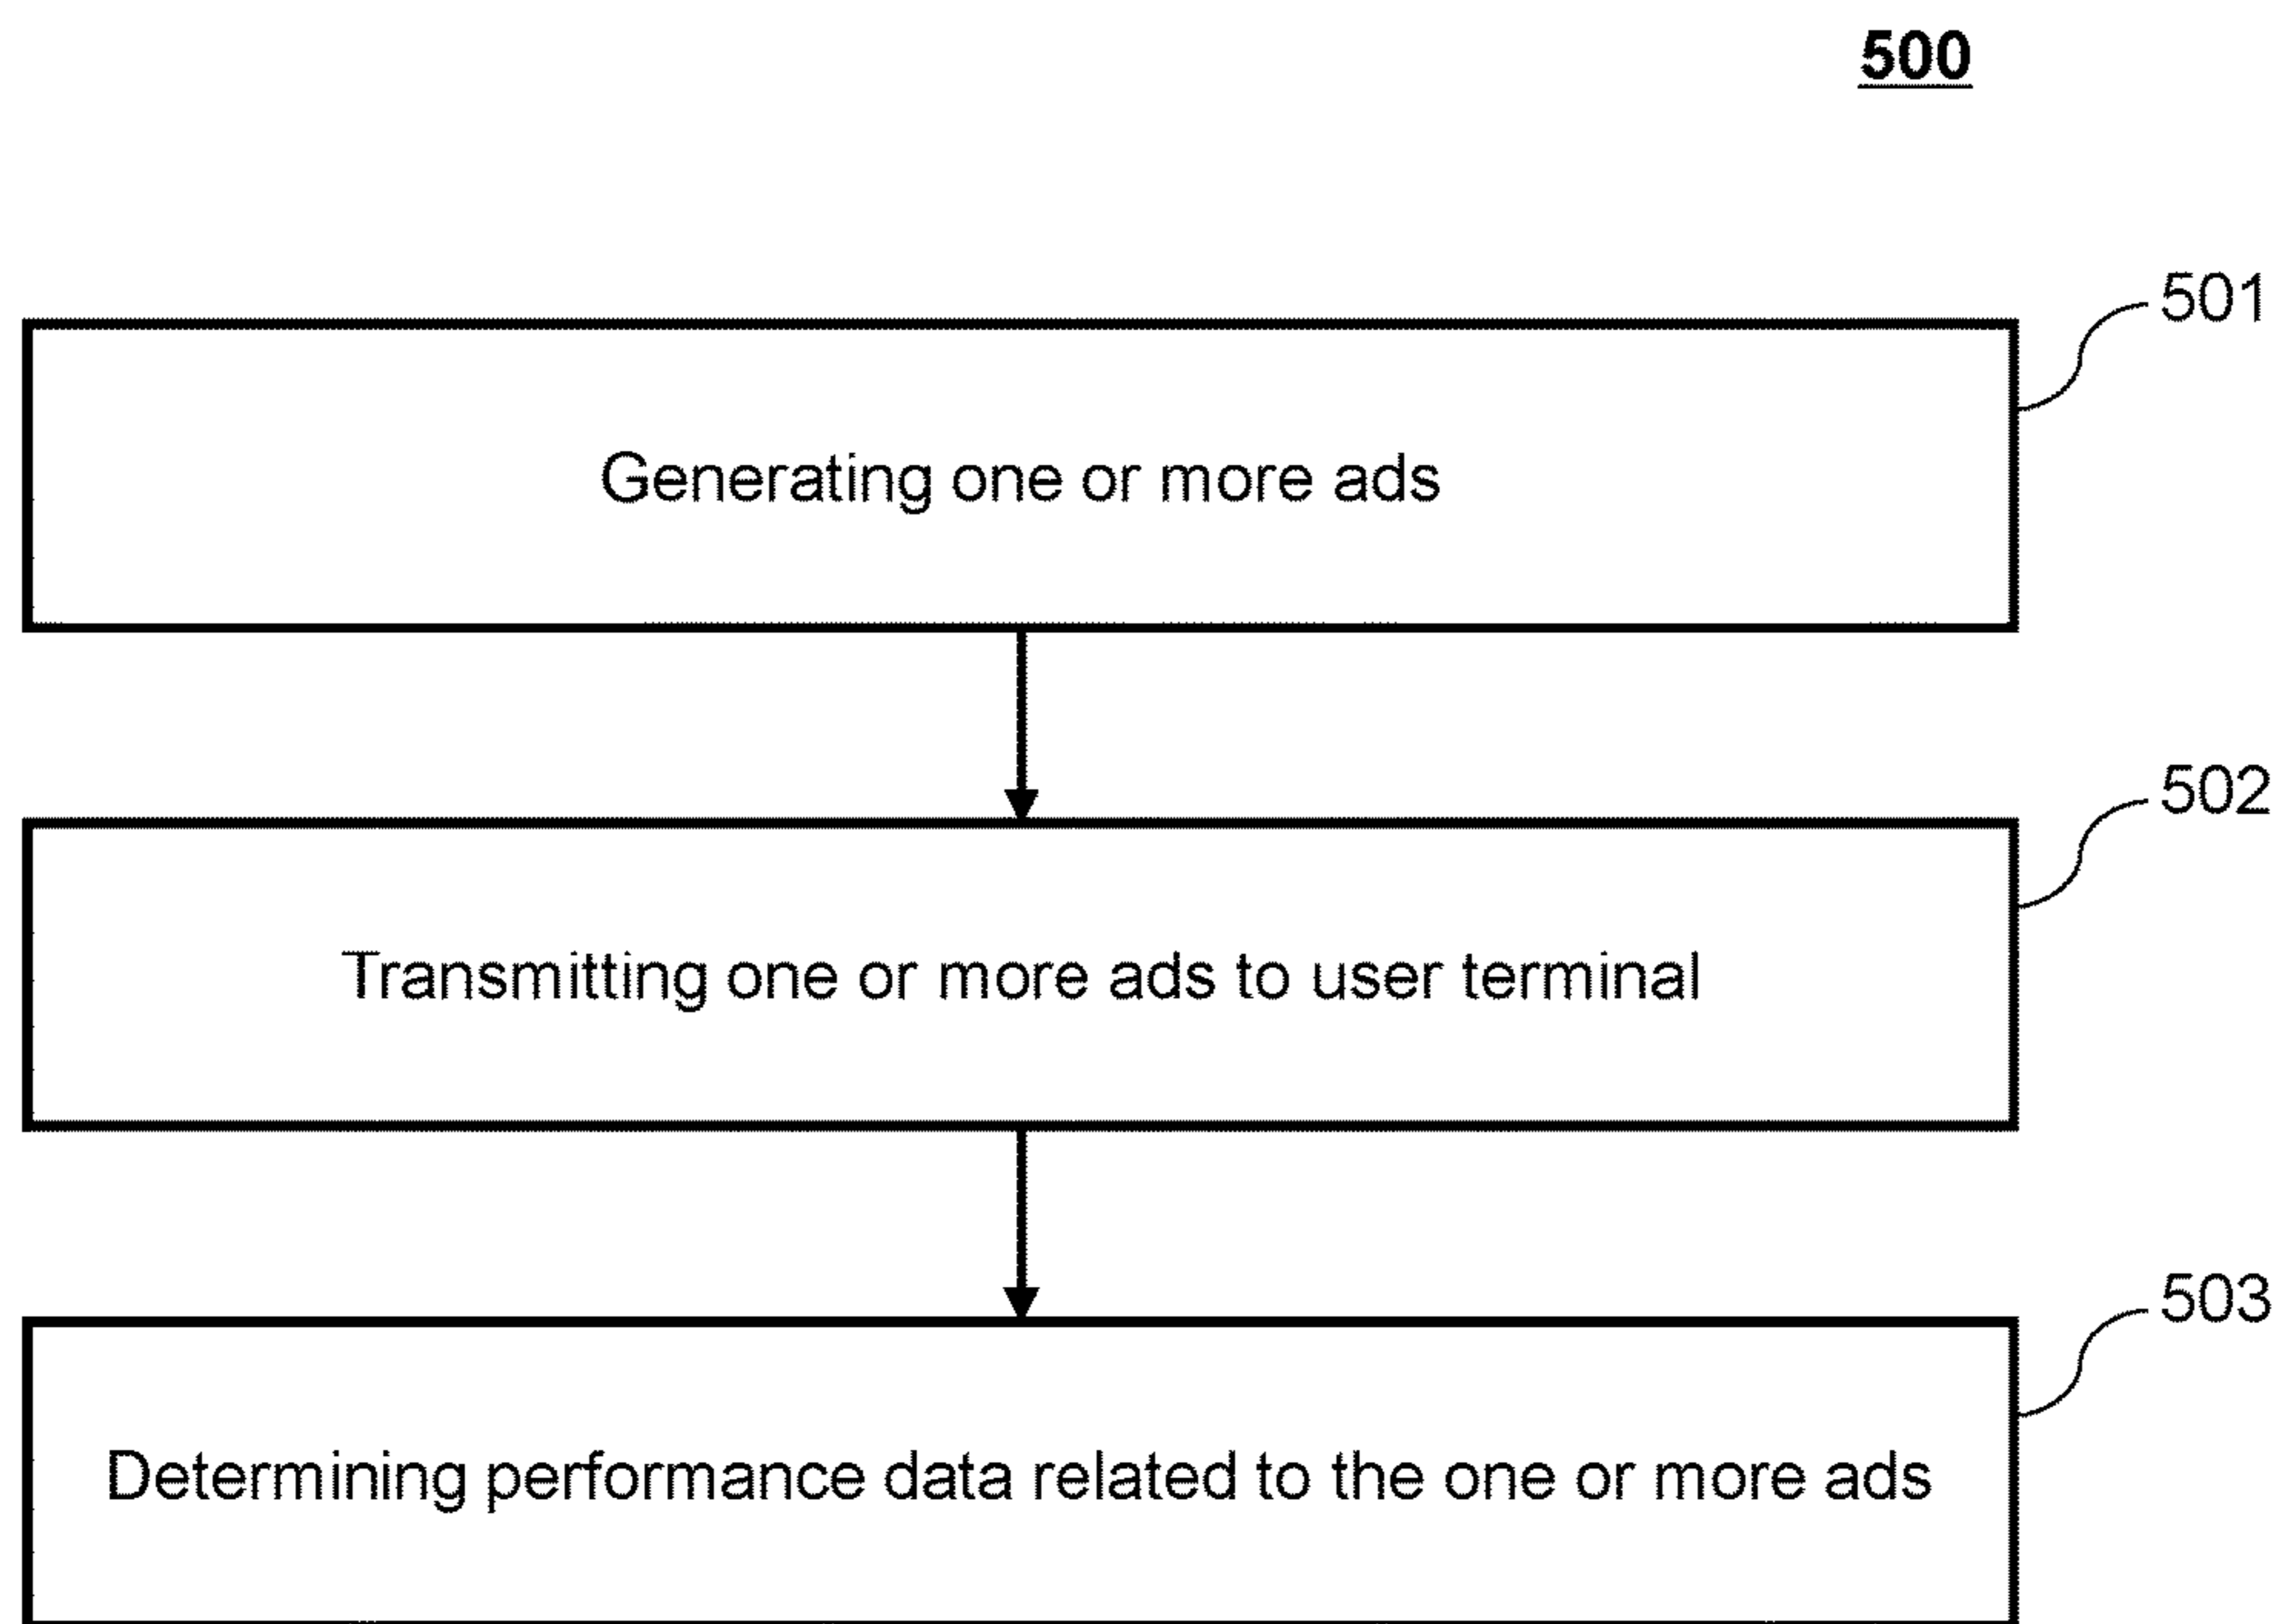 500
501
Generating one or more ads
502
Transmitting one or more ads to user terminal
503
Determining performance data related to the one or more ads